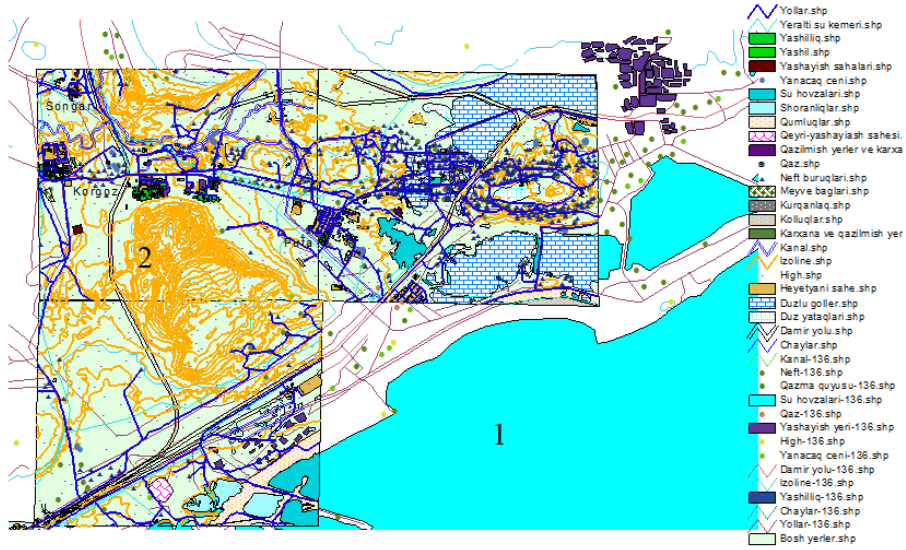 Songar
Korgoz
Puta
2
1
Yollar.shp
Yeralti su kemeri.shp
Yashilliq.shp
Yashil.shp
Yashayish sahalari.shp
Yanacaq ceni.shp
Su hovzalari.shp
Shoranliqlar.shp
Qumluqlar.shp
Qeyri-yashayiash sahesi.
Qazilmish yerler ve karxa
Qaz.shp
Neft buruqlari.shp
Meyve baglari.shp
Kurqanlaq.shp
Kolluqlar.shp
Karxana ve qazilmish yer
Kanal.shp
Izoline.shp
High.shp
Heyetyani sahe.shp
Duzlu goller.shp
Duz yataqlari.shp
Damir yolu.shp
Chaylar.shp
Kanal-136.shp
Neft-136.shp
Qazma quyusu-136.shp
Su hovzalari-136.shp
Qaz-136.shp
Yashayish yeri-136.shp
High-136.shp
Yanacaq ceni-136.shp
Damir yolu-136.shp
Izoline-136.shp
Yashilliq-136.shp
Chaylar-136.shp
Yollar-136.shp
Bosh yerler.shp